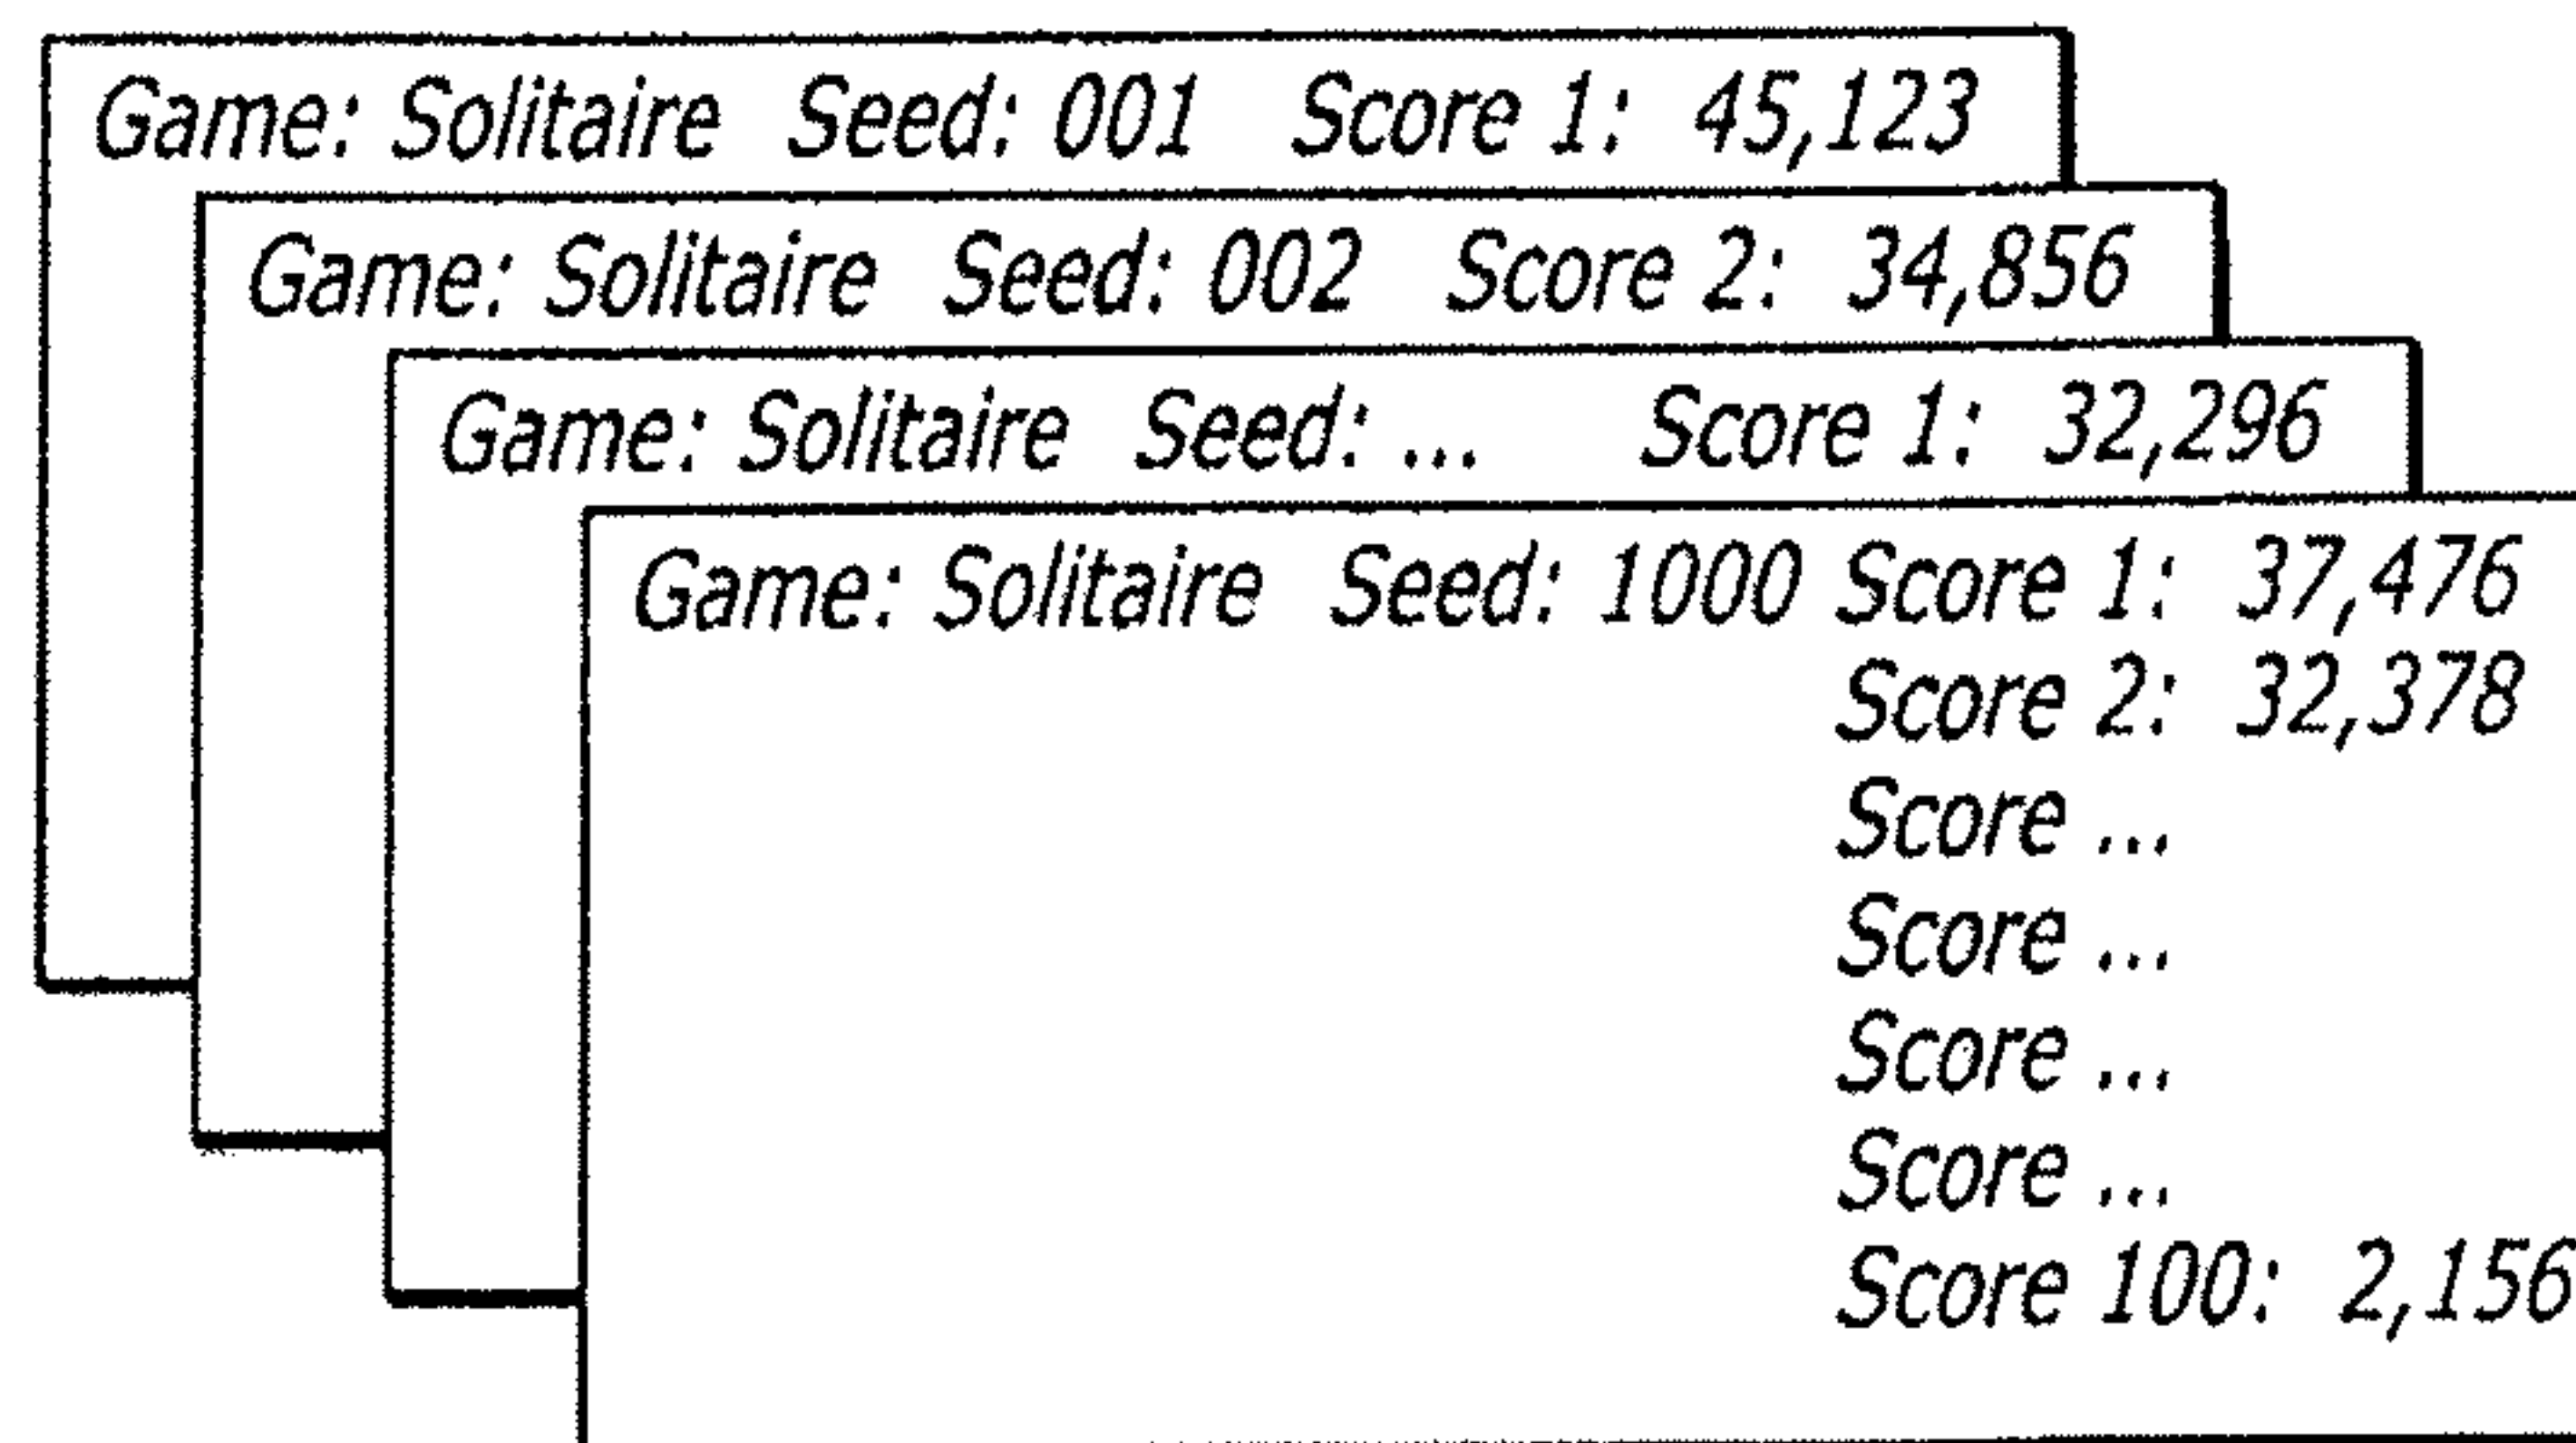 Game: Solitaire Seed: 001 Score 1: 45,123
Game: Solitaire Seed: 002 Score 2: 34,856
Game: Solitaire Seed: ... Score 1: 32,296
Game: Solitaire Seed: 1000 Score 1: 37,476
Score 2: 32,378
Score ...
Score ...
Score ...
Score ...
Score 100: 2,156